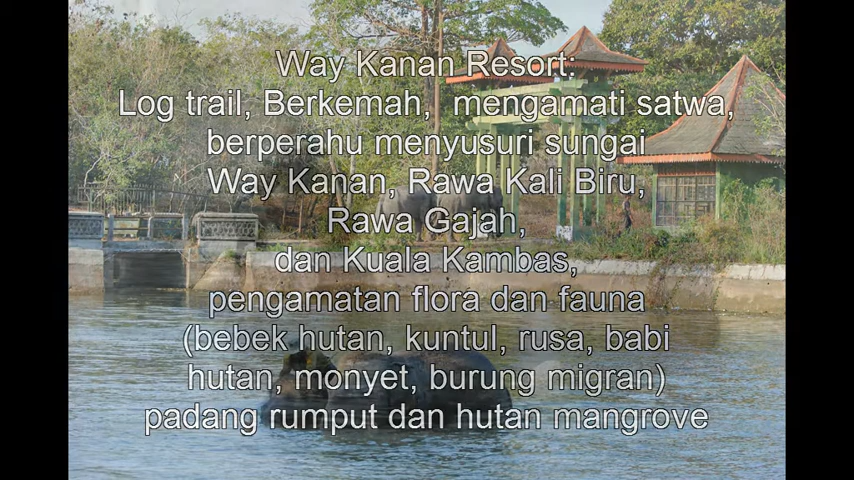 Way Kanan Resort:
Log trail, Berkemah,  mengamati satwa,
berperahu menyusuri sungai
Way Kanan, Rawa Kali Biru,
Rawa Gajah,
dan Kuala Kambas,
pengamatan flora dan fauna
(bebek hutan, kuntul, rusa, babi
hutan, monyet, burung migran)
padang rumput dan hutan mangrove